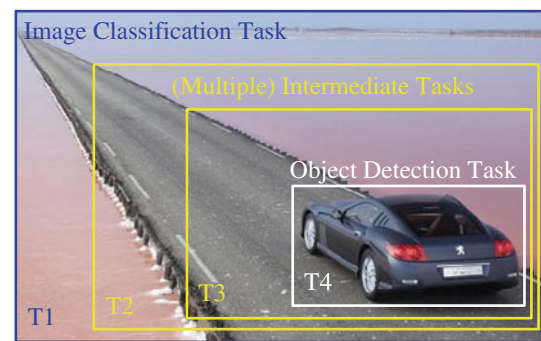 Image Classification Task
(Multiple) Intermediate Tasks
Object Detection Task
T4
T3
T2
T1